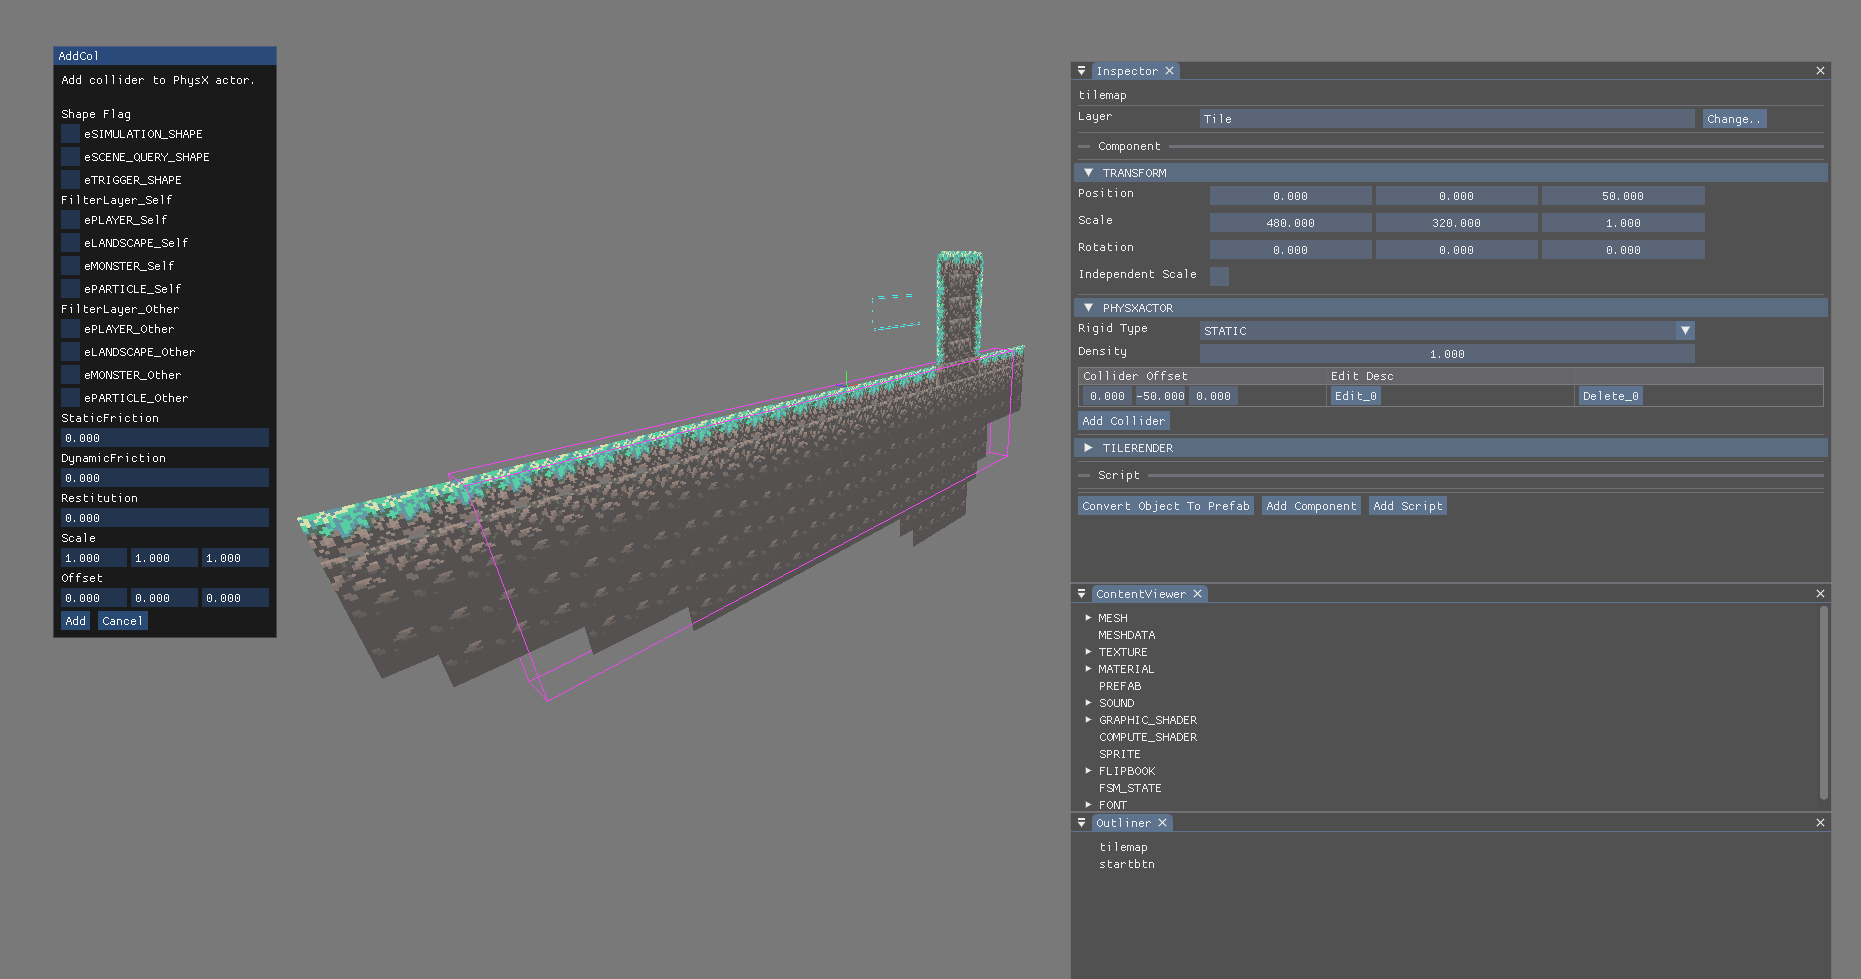 AddCol
Add collider to PhysX actor.
Shape Flag
eSIMULATION_SHAPE
eSCENE_QUERY_SHAPE
eTRIGGER_SHAPE
FilterLayer_Self
ePLAYER_Self
eLANDSCAPE_Self
eMONSTER_Self
ePARTICLE_Self
FilterLayer_Other
ePLAYER_Other
eLANDSCAPE_Other
eMONSTER_Other
ePARTICLE_Other
StaticFriction
0.000
DynamicFriction
0.000
Restitution
0.000
Scale
1.000 1.000 1.000
Offset
0.000 0.000 0.000
Add Cancel
Inspector
tilemap
Layer Tile Change..
Component
TRANSFORM
Position 0.000 0.000 50.000
Scale 480.000 320.000 1.000
Rotation 0.000 0.000 0.000
Independent Scale
PHYSXACTOR
Rigid Type STATIC
Density 1.000
Collider Offset Edit Desc
0.000 -50.000 0.000 Edit_0 Delete_0
Add Collider
TILERENDER
Script
Convert Object To Prefab Add Component Add Script
ContentViewer
MESH
MESHDATA
TEXTURE
MATERIAL
PREFAB
SOUND
GRAPHIC_SHADER
COMPUTE_SHADER
SPRITE
FLIPBOOK
FSM_STATE
FONT
Outliner
tilemap
startbtn